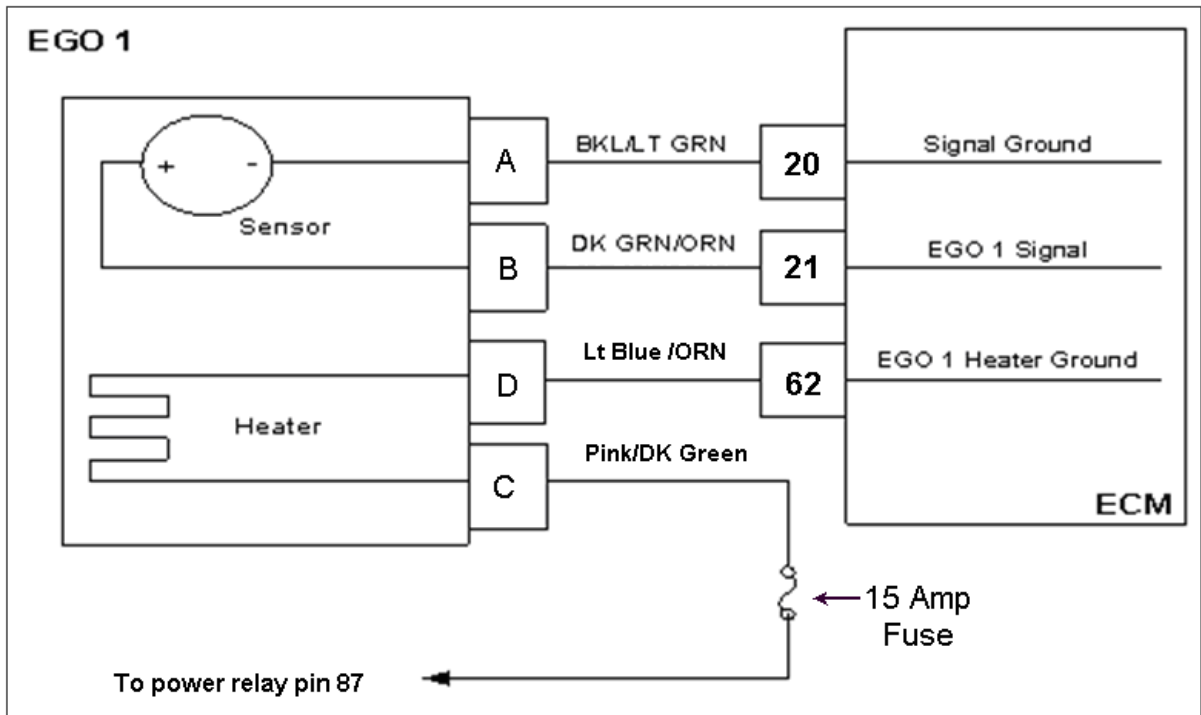 EGO 1
+ -
Sensor
Heater
A
B
D
C
BKL/LT GRN
DK GRN/ORN
Lt Blue /ORN
Pink/DK Green
20
21
62
Signal Ground
EGO 1 Signal
EGO 1 Heater Ground
ECM
15 Amp
Fuse
To power relay pin 87